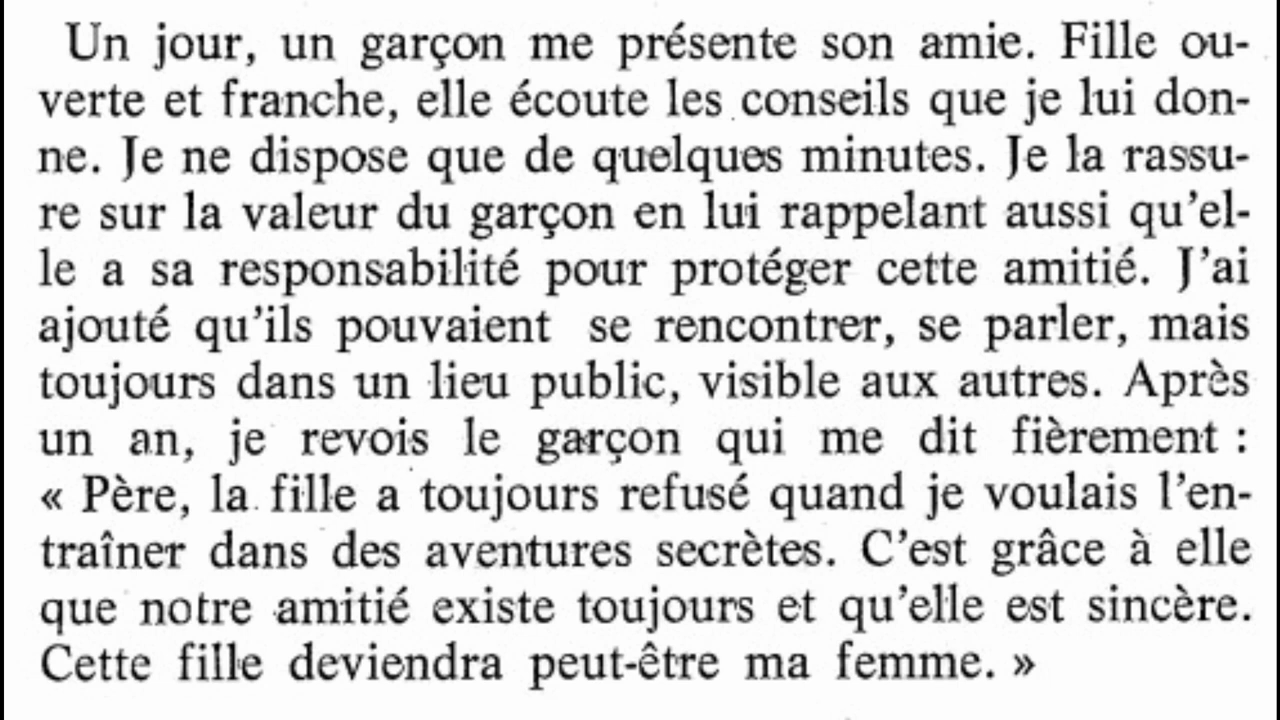 Un jour, un garçon me présente son amie. Fille ou-
verte et franche, elle écoute les conseils que je lui don-
ne. Je ne dispose que de quelques minutes. Je la rassu-
re sur la valeur du garçon en lui rappelant aussi qu'el-
le a sa responsabilité pour protéger cette amitié. J'ai
ajouté qu'ils pouvaient se rencontrer, se parler, mais
toujours dans un lieu public, visible aux autres. Après
un an, je revois le garçon qui me dit fièrement :
« Père, la fille a toujours refusé quand je voulais l'en-
traîner dans des aventures secrètes. C'est grâce à elle
que notre amitié existe toujours et qu'elle est sincère.
Cette fille deviendra peut-être ma femme. »